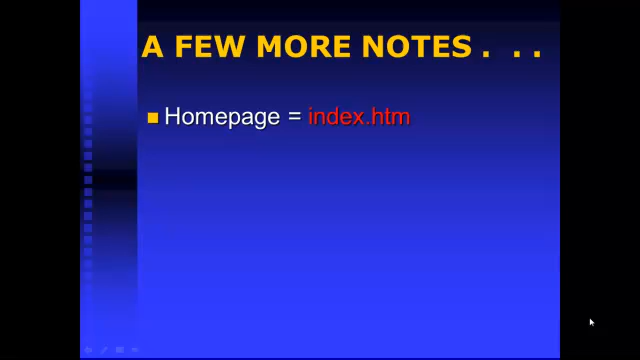 A FEW MORE NOTES . . .
Homepage = index.htm